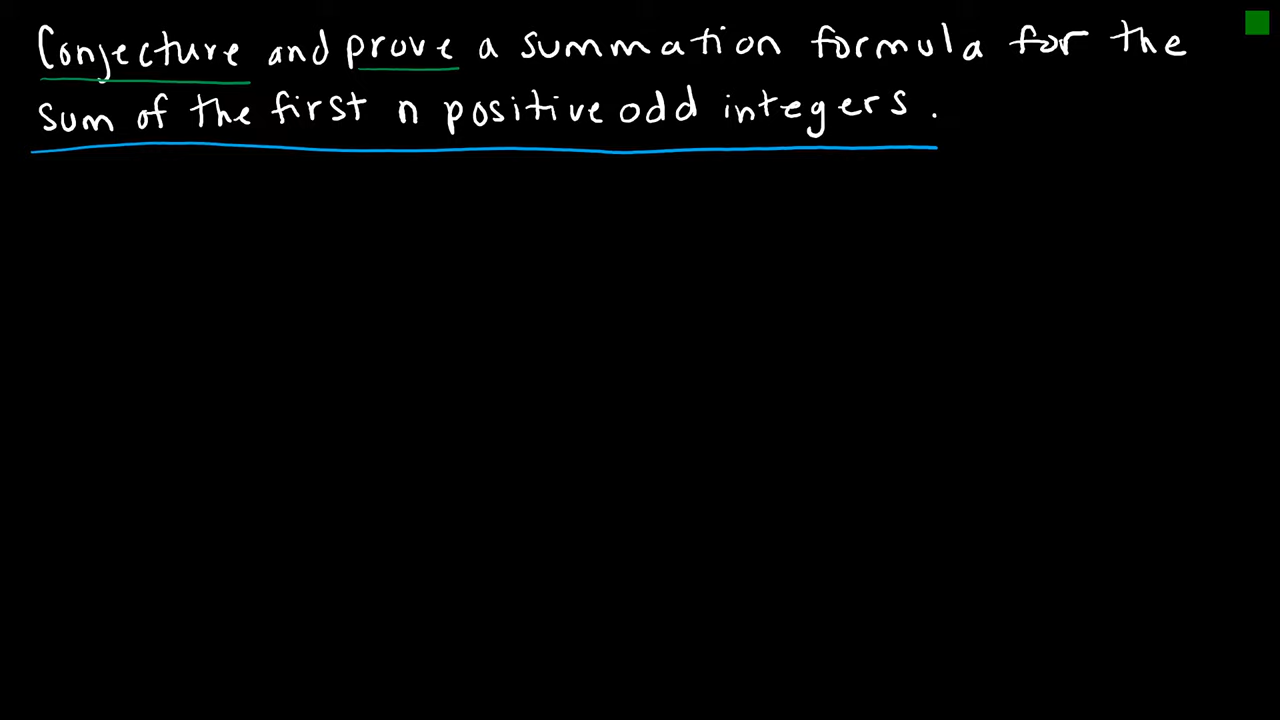 Conjecture and prove a summation formula for the
sum of the first n positive odd integers.